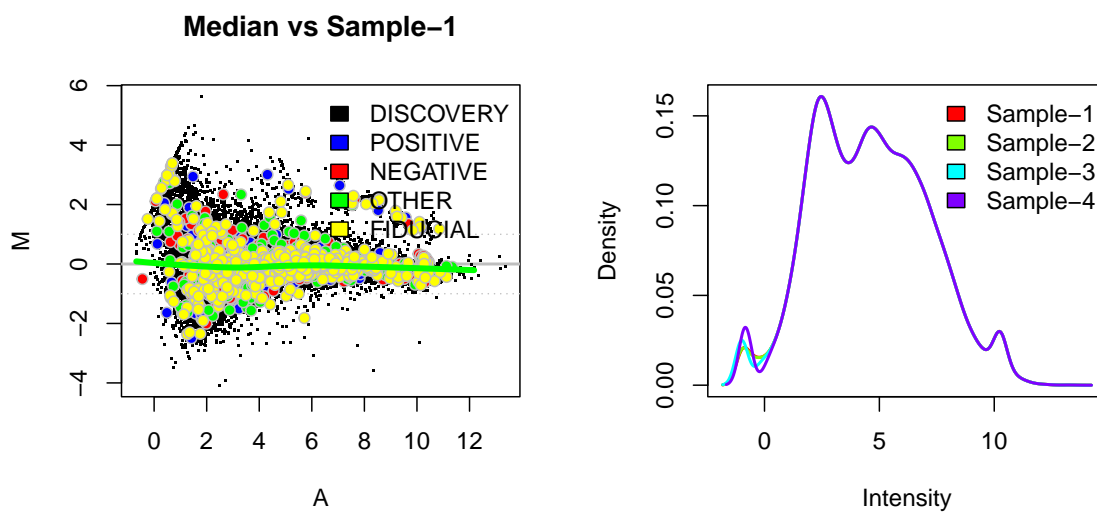 Median vs Sample−1
M
6
4
2
0
−2
−4
DISCOVERY
POSITIVE
NEGATIVE
OTHER
FIDUCIAL
0 2 4 6 8 10 12
A
Density
0.15
0.10
0.05
0.00
Sample−1
Sample−2
Sample−3
Sample−4
0 5 10
Intensity